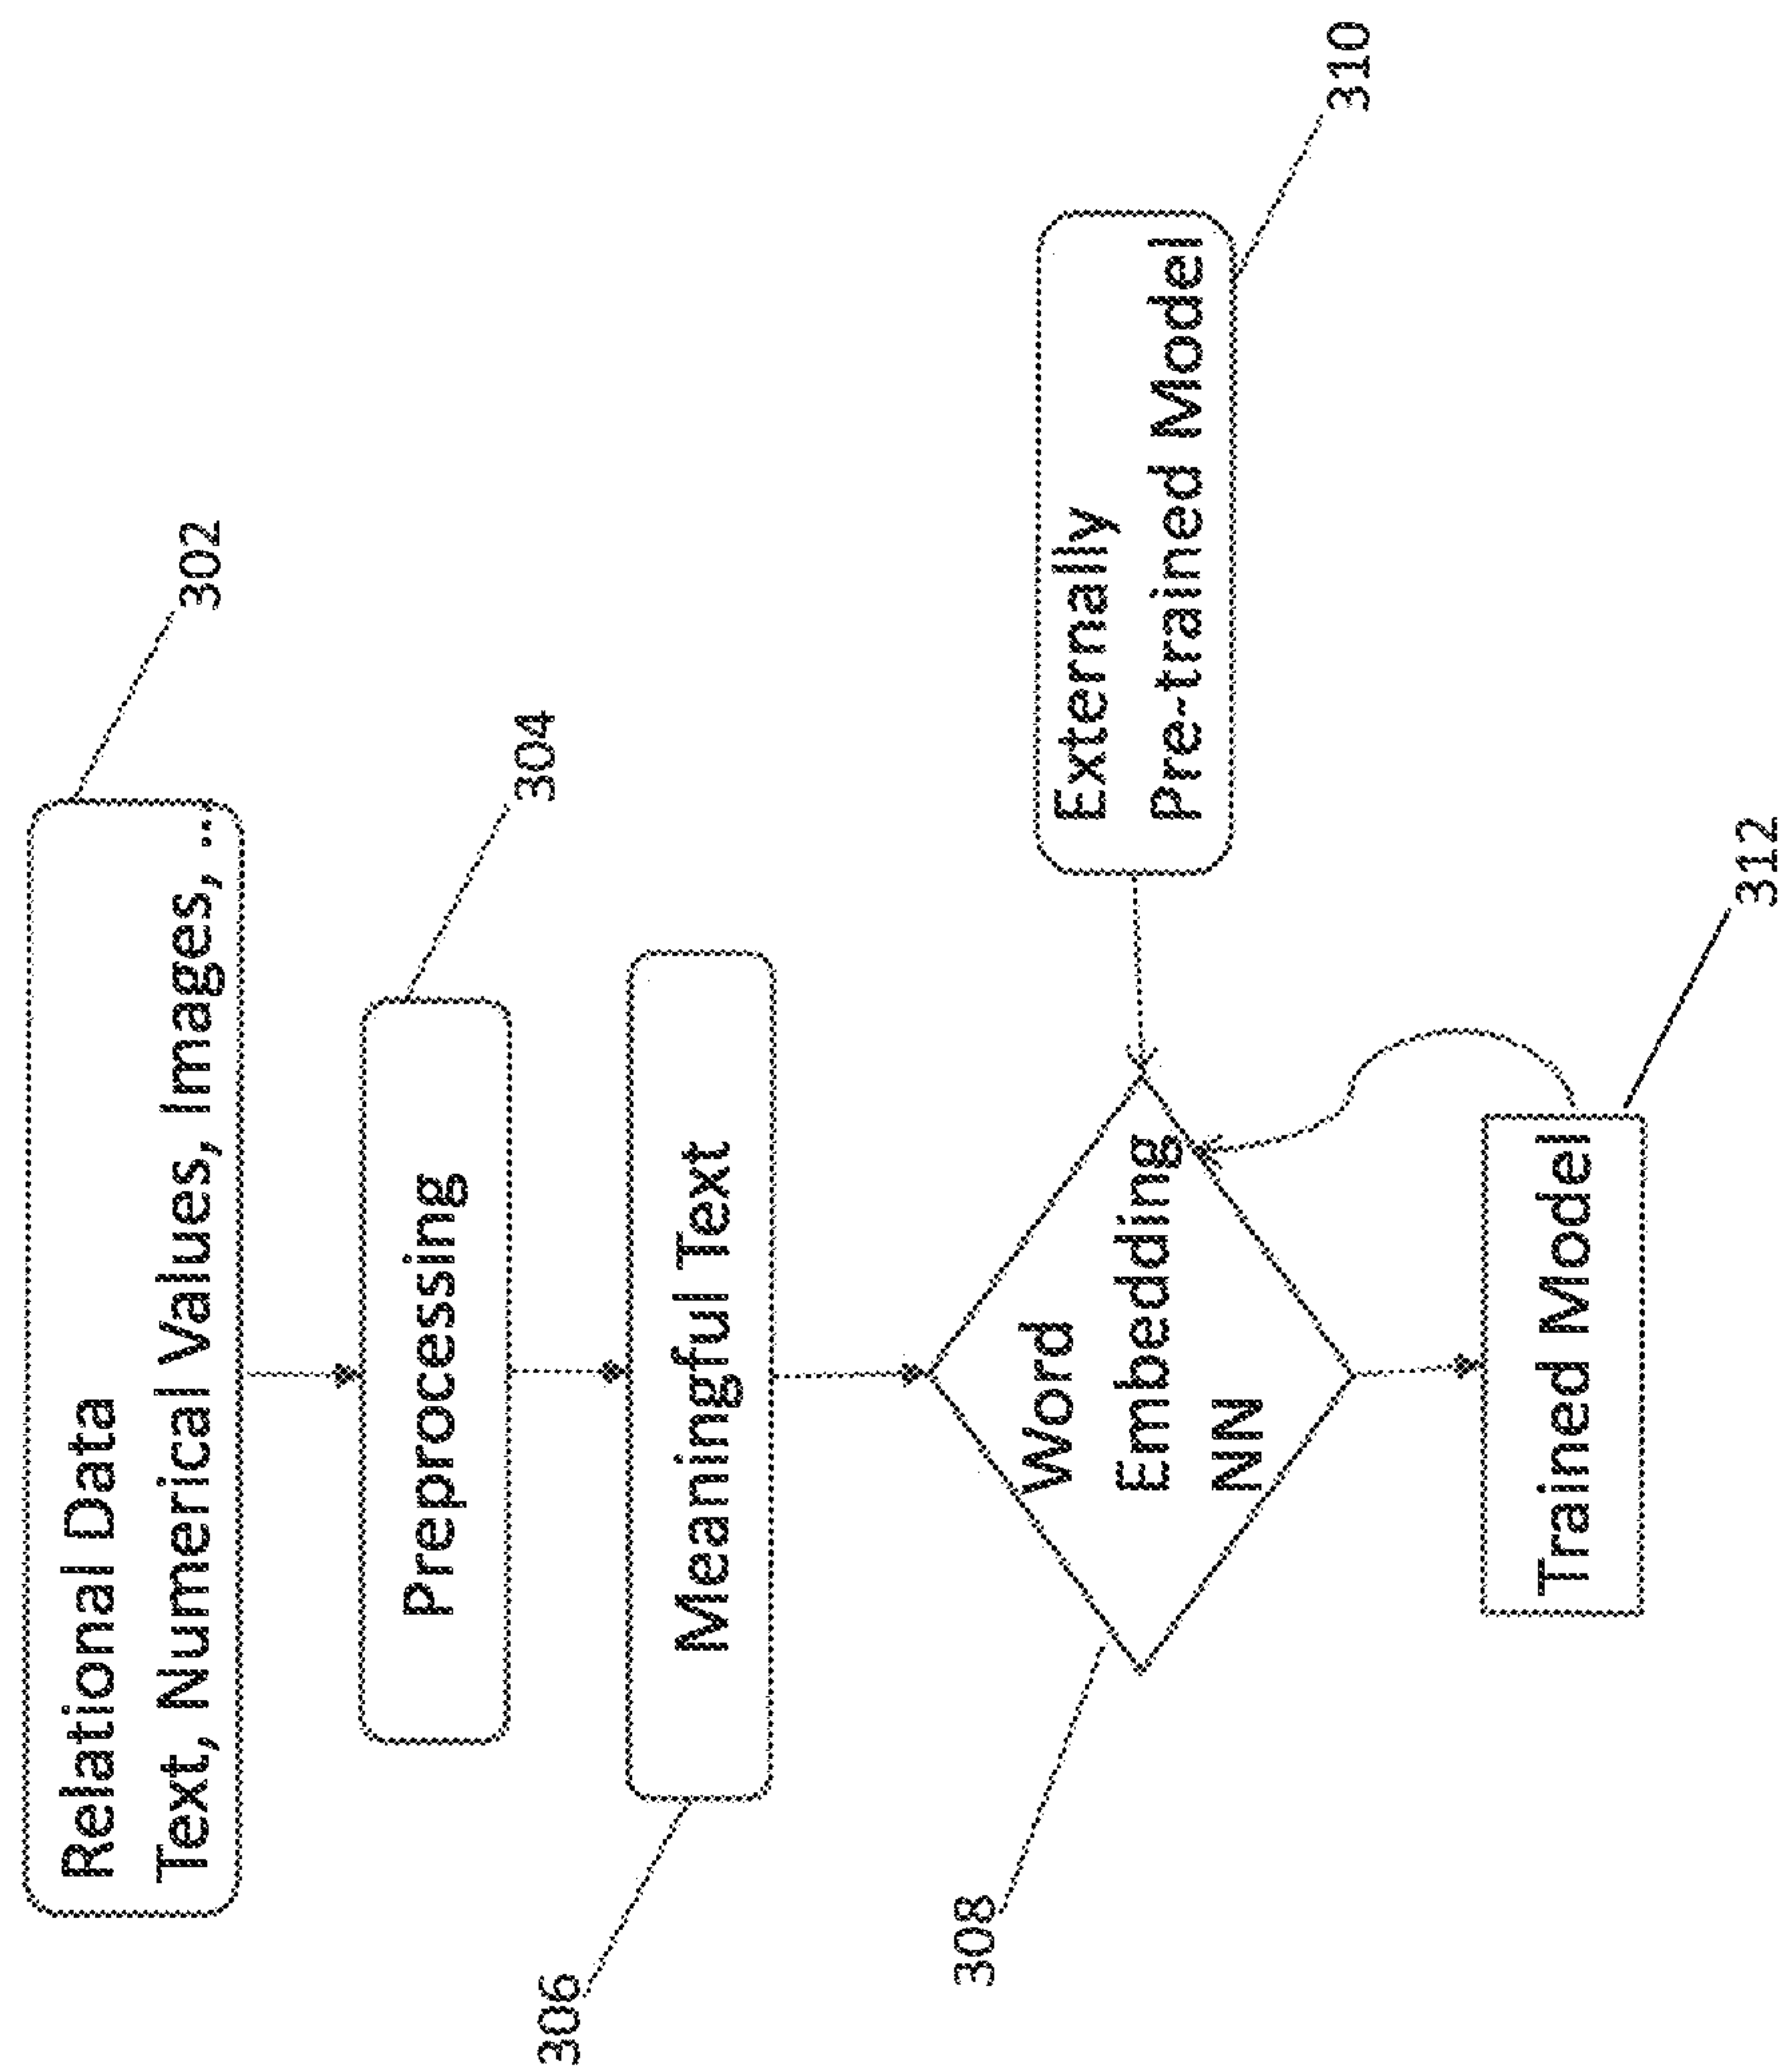 Relational Data
Text, Numerical Values, Images, ...
302
Preprocessing
304
Meaningful Text
306
Word
Embedding
NN
308
Externally
Pre-trained Model
310
Trained Model
312